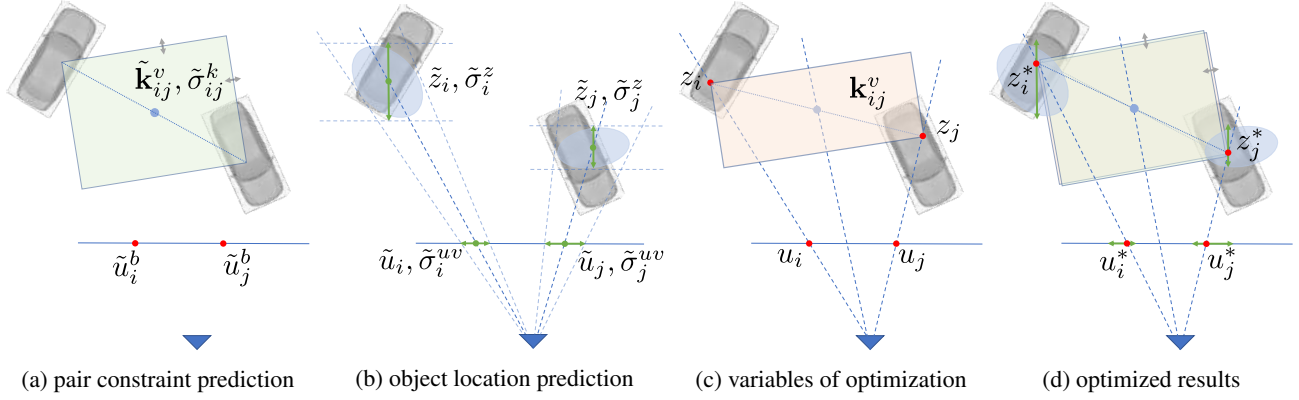 k̃ᵛᵢⱼ, σ̃ᵏᵢⱼ
ũᵇᵢ ũᵇⱼ
(a) pair constraint prediction
z̃ᵢ, σ̃ᶻᵢ
z̃ⱼ, σ̃ᶻⱼ
ũᵢ, σ̃ᵘᵛᵢ ũⱼ, σ̃ᵘᵛⱼ
(b) object location prediction
zᵢ kᵛᵢⱼ
zⱼ
uᵢ uⱼ
(c) variables of optimization
z*ᵢ
z*ⱼ
u*ᵢ u*ⱼ
(d) optimized results